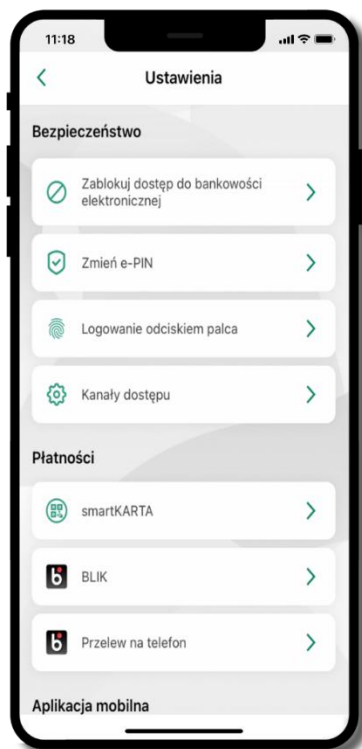 11:18
Ustawienia
Bezpieczeństwo
Zablokuj dostęp do bankowości
elektronicznej
Zmień e-PIN
Logowanie odciskiem palca
Kanały dostępu
Płatności
smartKARTA
BLIK
Przelew na telefon
Aplikacja mobilna